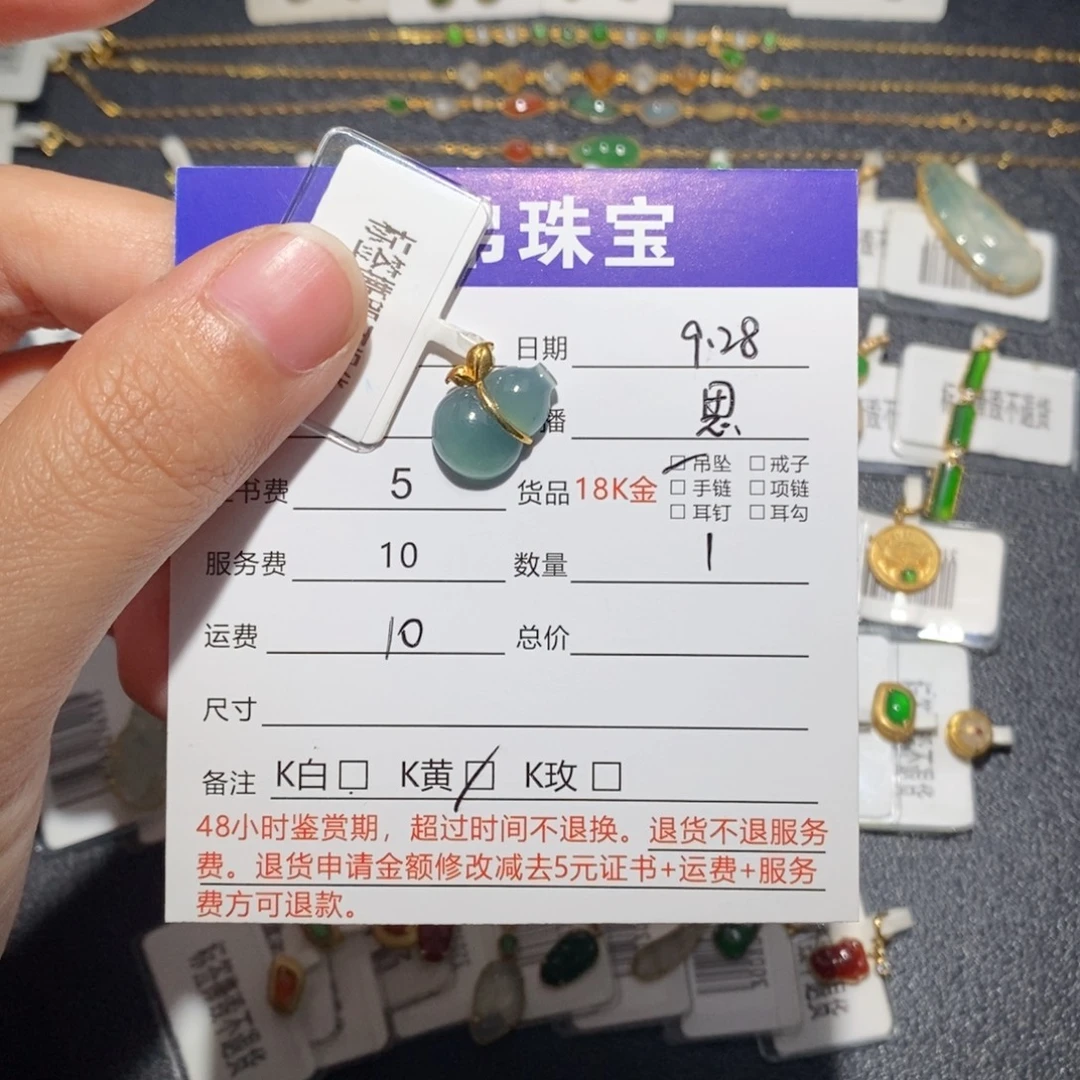 珠宝
日期 9.28
播 思
书费 5
货品 18K金 □吊坠 □戒子
□手链 □项链
□耳钉 □耳勾
服务费 10
数量 1
运费 10
总价
尺寸
备注 K白□ K黄□ K玫□
48小时鉴赏期，超过时间不退换。退货不退服务
费。退货申请金额修改减去5元证书+运费+服务
费方可退款。